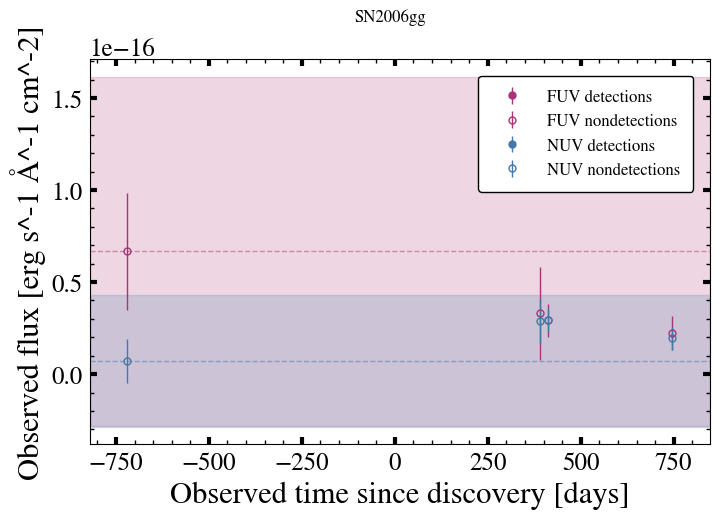 SN2006gg
1e−16
Observed flux [erg s^-1 Å^-1 cm^-2]
1.5
1.0
0.5
0.0
FUV detections
FUV nondetections
NUV detections
NUV nondetections
−750 −500 −250 0 250 500 750
Observed time since discovery [days]